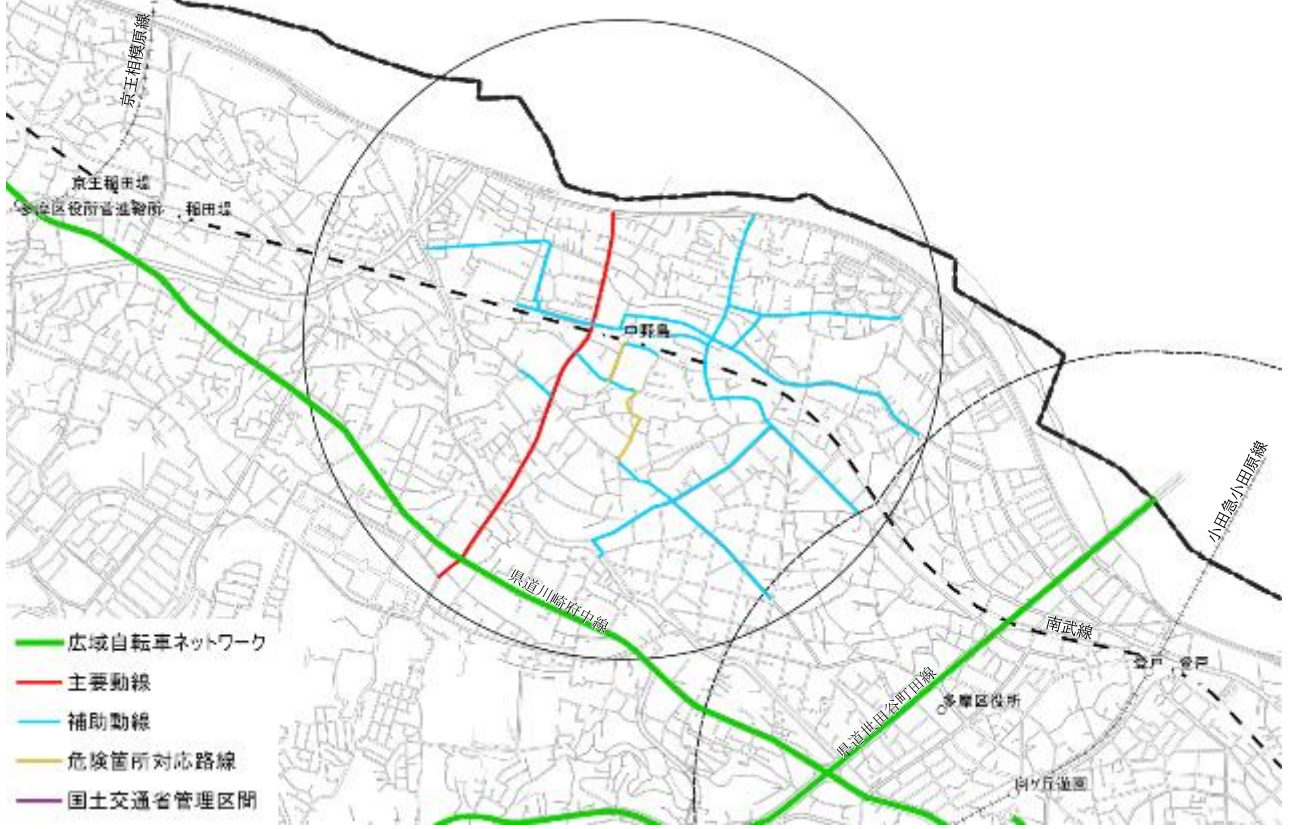 京王相模原線
京王稲田堤
多摩区役所菅連絡所
稲田堤
中野島
小田急小田原線
県道川崎府中線
南武線
登戸
登戸
県道世田谷町田線
多摩区役所
向ヶ丘遊園
広域自転車ネットワーク
主要動線
補助動線
危険箇所対応路線
国土交通省管理区間